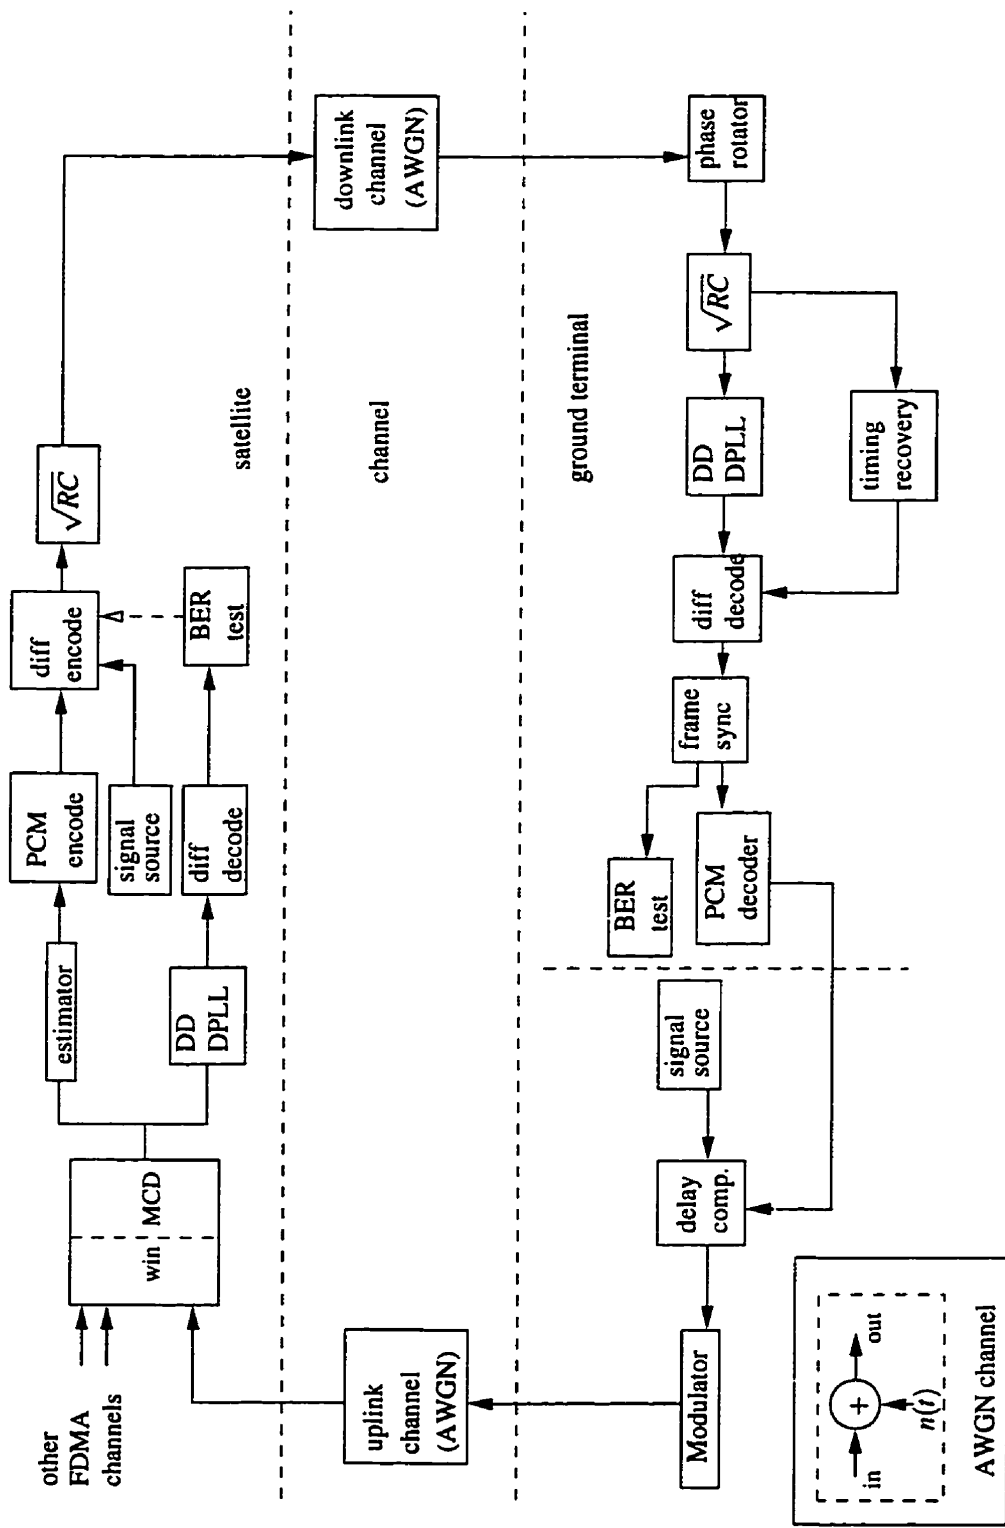 other
FDMA
channels
win
MCD
estimator
PCM
encode
diff
encode
√RC
signal
source
DD
DPLL
diff
decode
BER
test
satellite
uplink
channel
(AWGN)
channel
downlink
channel
(AWGN)
ground terminal
Modulator
delay
comp.
signal
source
BER
test
PCM
decoder
frame
sync
diff
decode
DD
DPLL
√RC
phase
rotator
timing
recovery
in
+
out
n(t)
AWGN channel